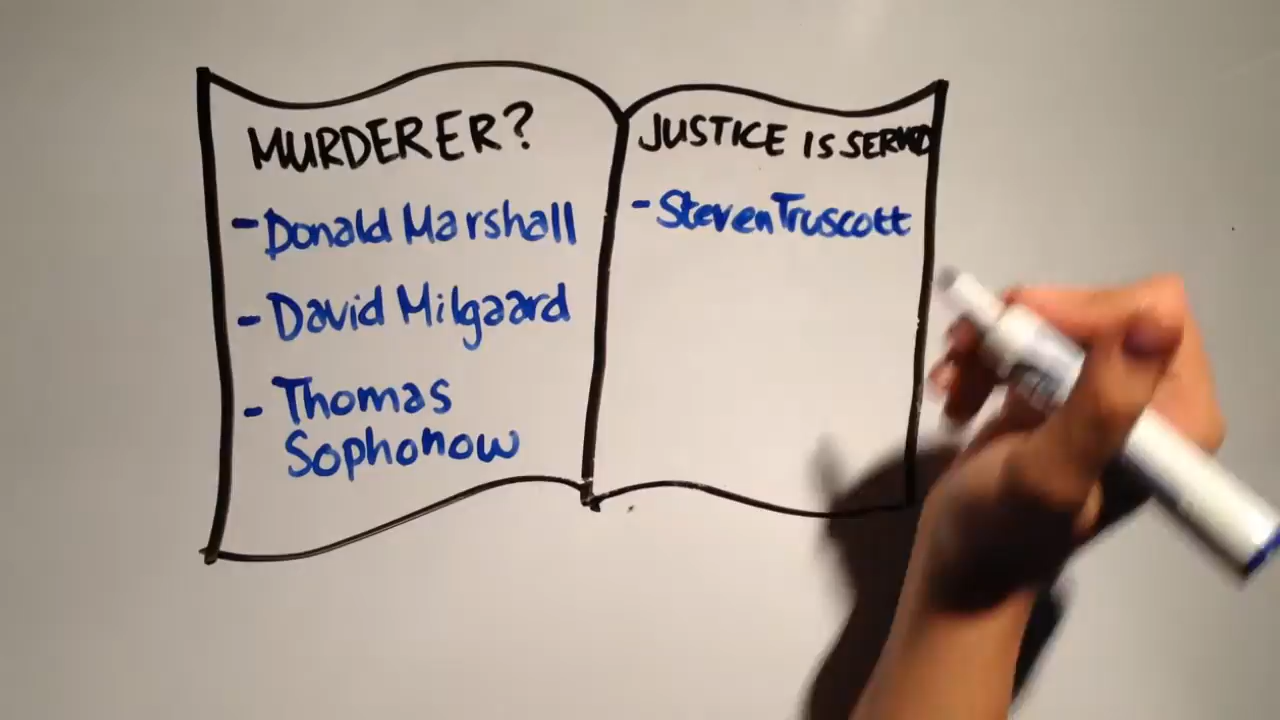 MURDERER?
- Donald Marshall
- David Milgaard
- Thomas
Sophonow
JUSTICE IS SERVED
- Steven Truscott